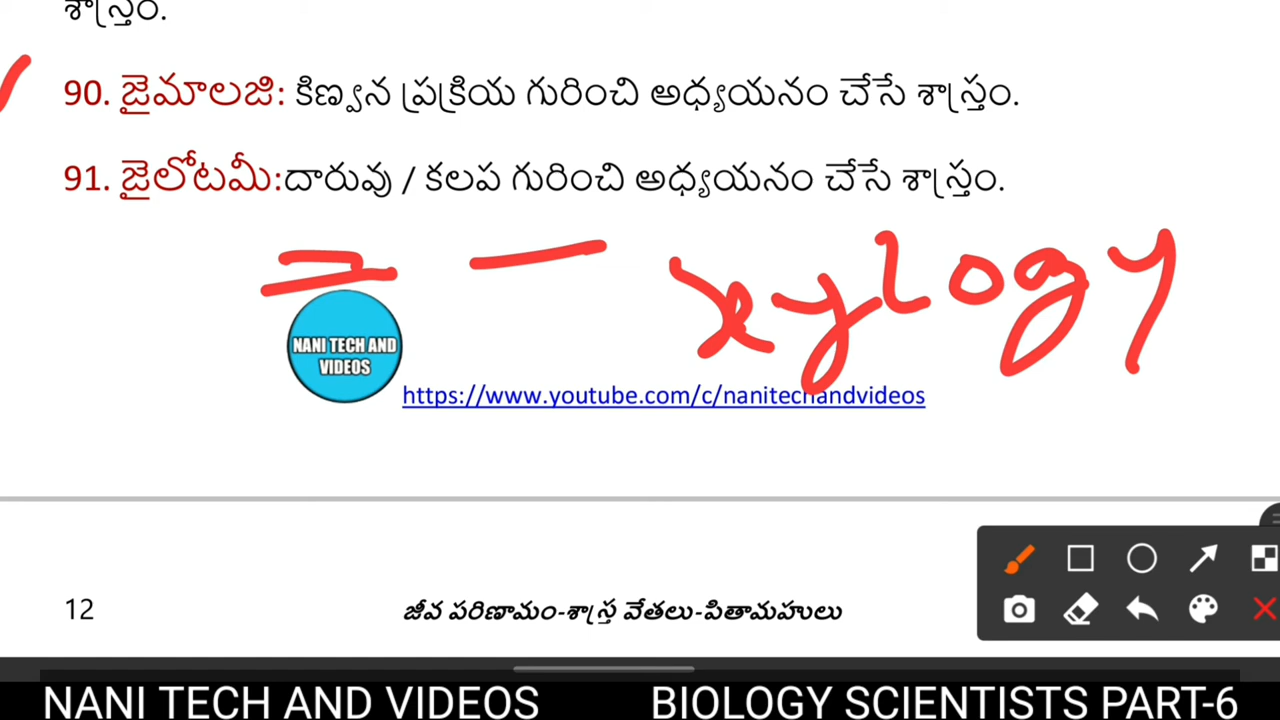 శాస్త్రం.
90. జైమాలజి: కిణ్వన ప్రక్రియ గురించి అధ్యయనం చేసే శాస్త్రం.
91. జైలోటమీ:దారువు / కలప గురించి అధ్యయనం చేసే శాస్త్రం.
xylogy
NANI TECH AND
VIDEOS
https://www.youtube.com/c/nanitechandvideos
12 జీవ పరిణామం-శాస్త్ర వేతలు-పితామహులు
NANI TECH AND VIDEOS BIOLOGY SCIENTISTS PART-6